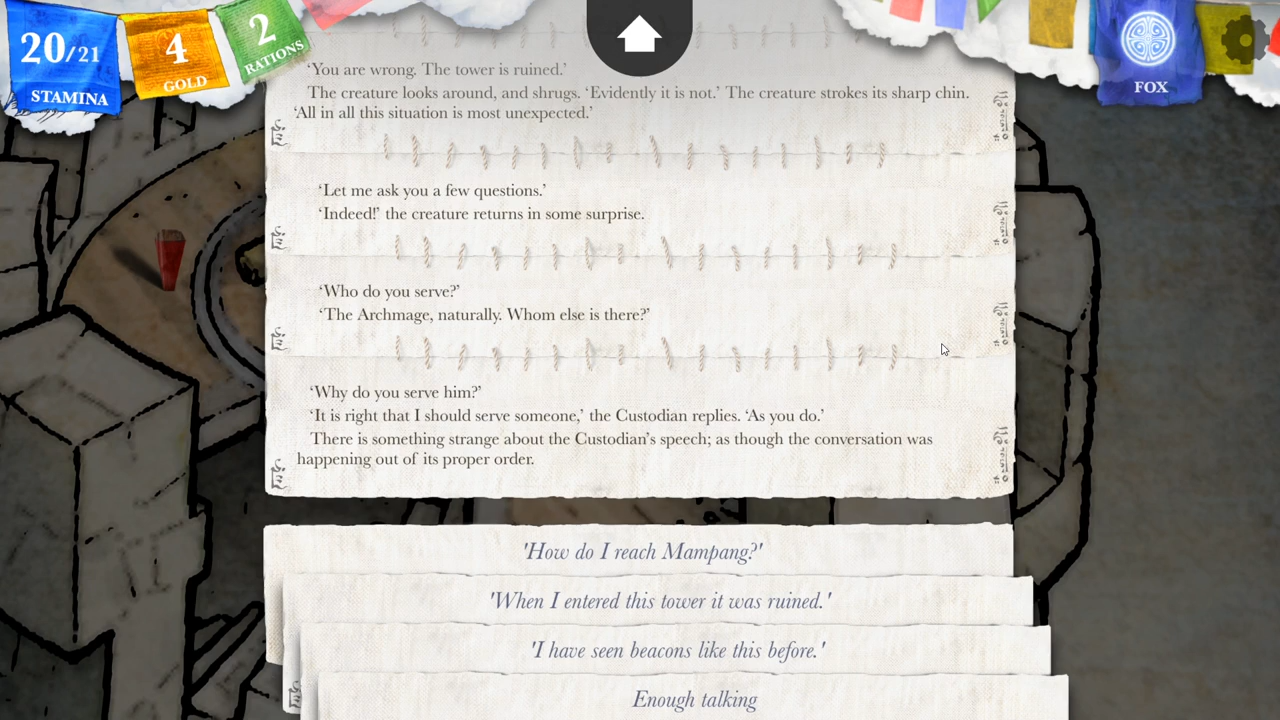 20/21
STAMINA
4
GOLD
2
RATIONS
FOX
‘You are wrong. The tower is ruined.’
The creature looks around, and shrugs. ‘Evidently it is not.’ The creature strokes its sharp chin.
‘All in all this situation is most unexpected.’
‘Let me ask you a few questions.’
‘Indeed!’ the creature returns in some surprise.
‘Who do you serve?’
‘The Archmage, naturally. Whom else is there?’
‘Why do you serve him?’
‘It is right that I should serve someone,’ the Custodian replies. ‘As you do.’
There is something strange about the Custodian’s speech; as though the conversation was
happening out of its proper order.
'How do I reach Mampang?'
'When I entered this tower it was ruined.'
'I have seen beacons like this before.'
Enough talking